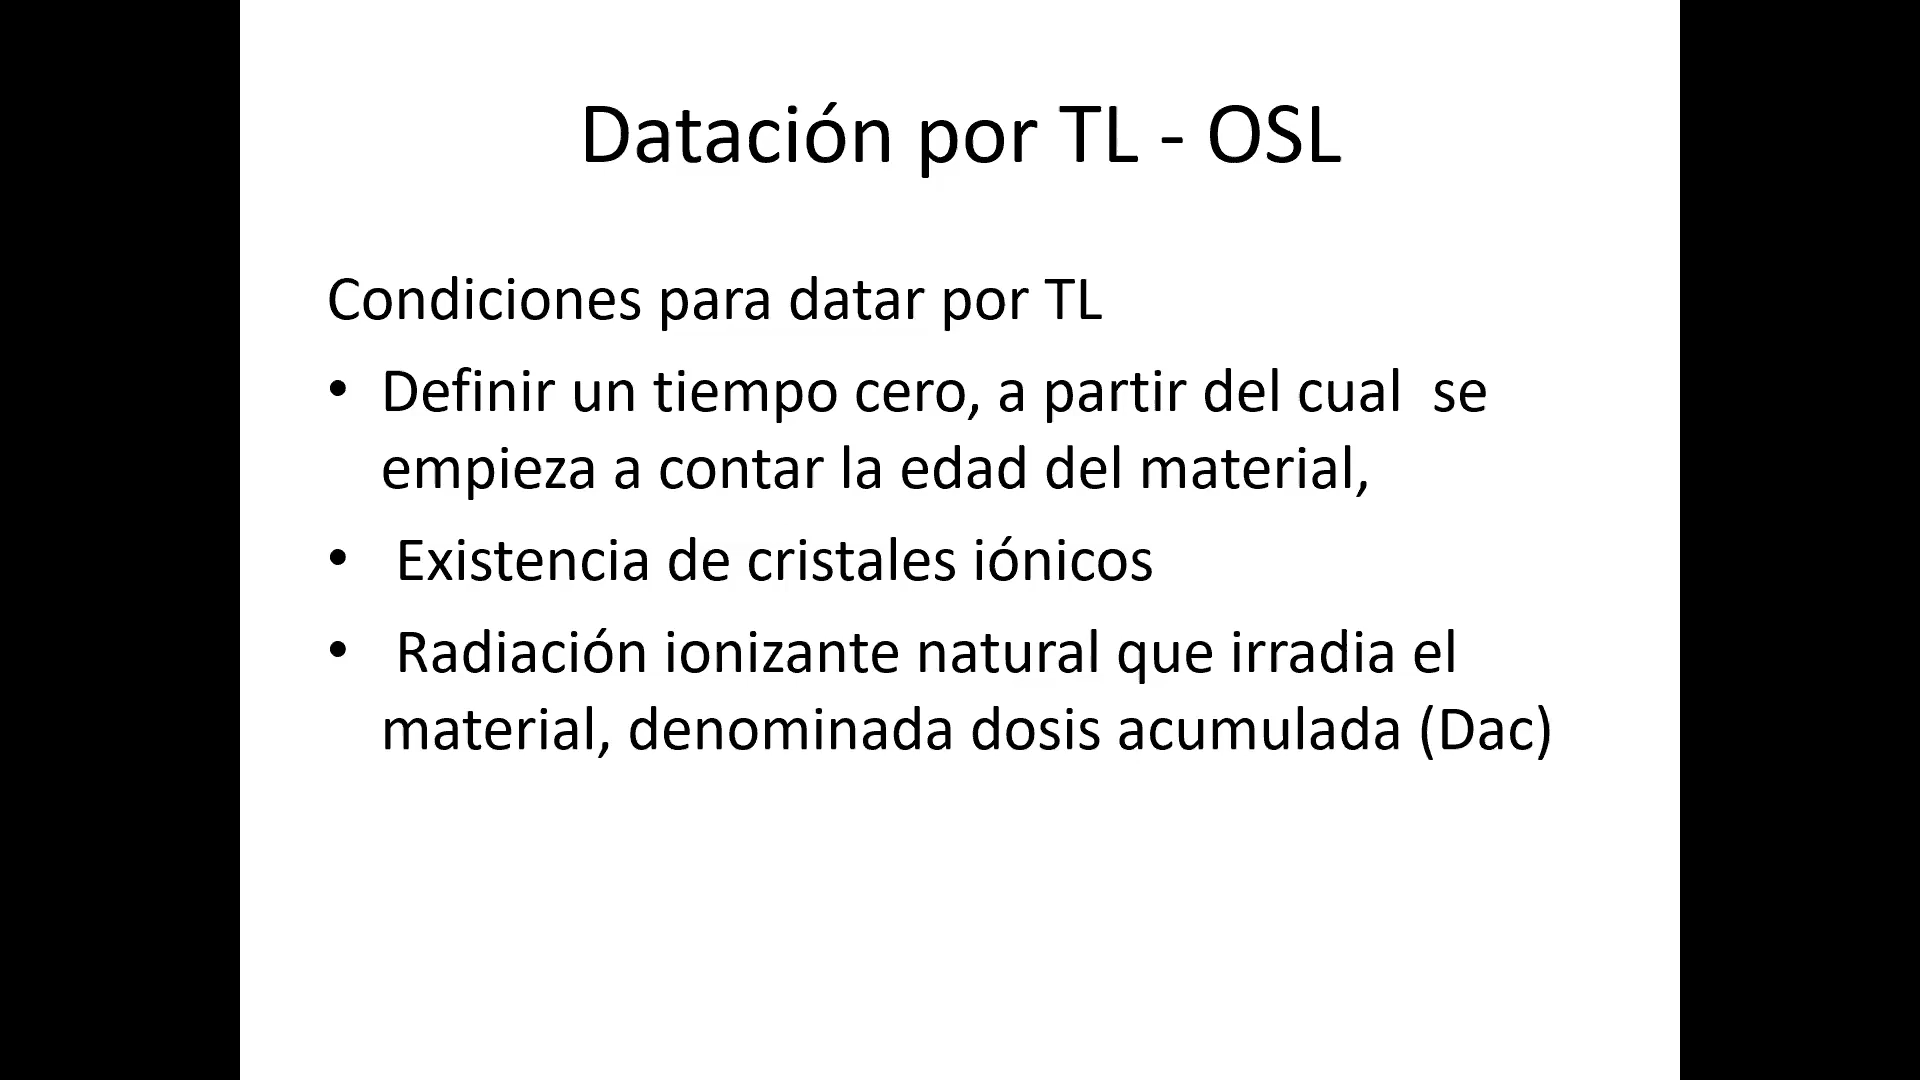 Datación por TL - OSL
Condiciones para datar por TL
• Definir un tiempo cero, a partir del cual  se
empieza a contar la edad del material,
•  Existencia de cristales iónicos
•  Radiación ionizante natural que irradia el
material, denominada dosis acumulada (Dac)